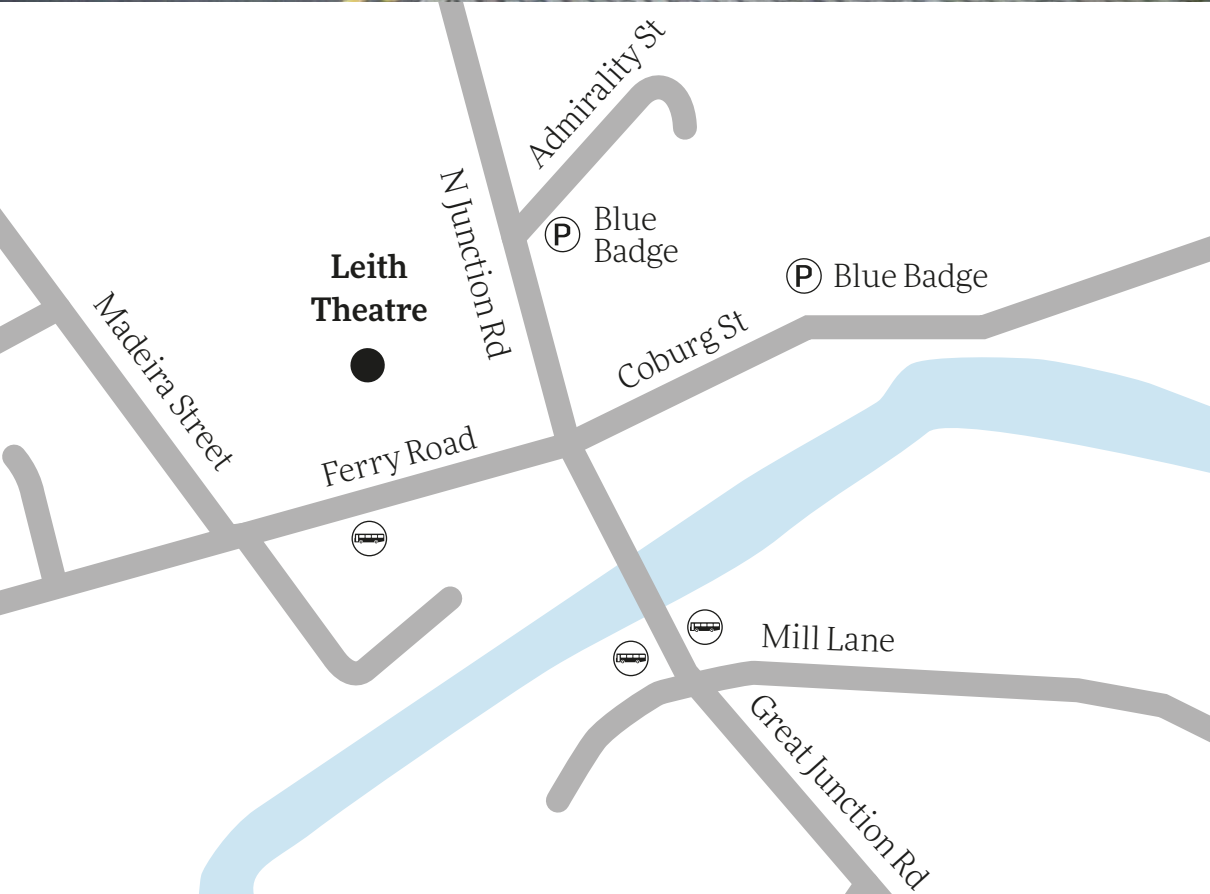 Admirality St
N Junction Rd
P
Blue
Badge
P
Blue Badge
Leith
Theatre
Madeira Street
Coburg St
Ferry Road
Mill Lane
Great Junction Rd